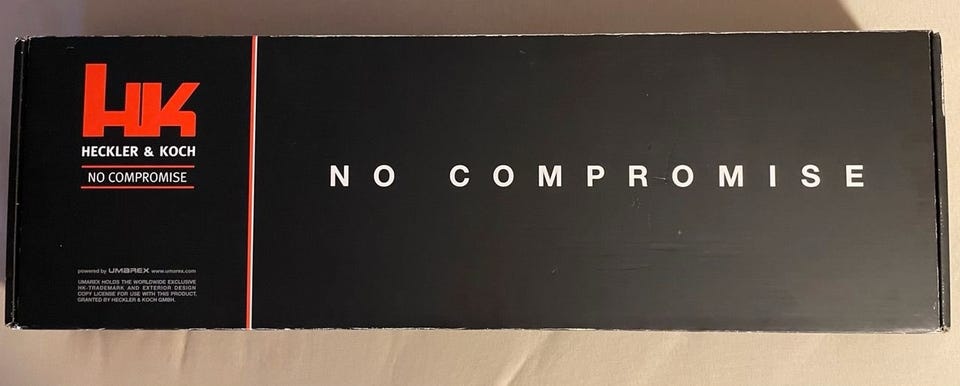 HK
HECKLER & KOCH
NO COMPROMISE
powered by UMAREX www.umarex.com
UMAREX HOLDS THE WORLDWIDE EXCLUSIVE
HK-TRADEMARK AND EXTERIOR DESIGN
COPY LICENSE FOR USE WITH THIS PRODUCT.
GRANTED BY HECKLER & KOCH GMBH.
NO COMPROMISE